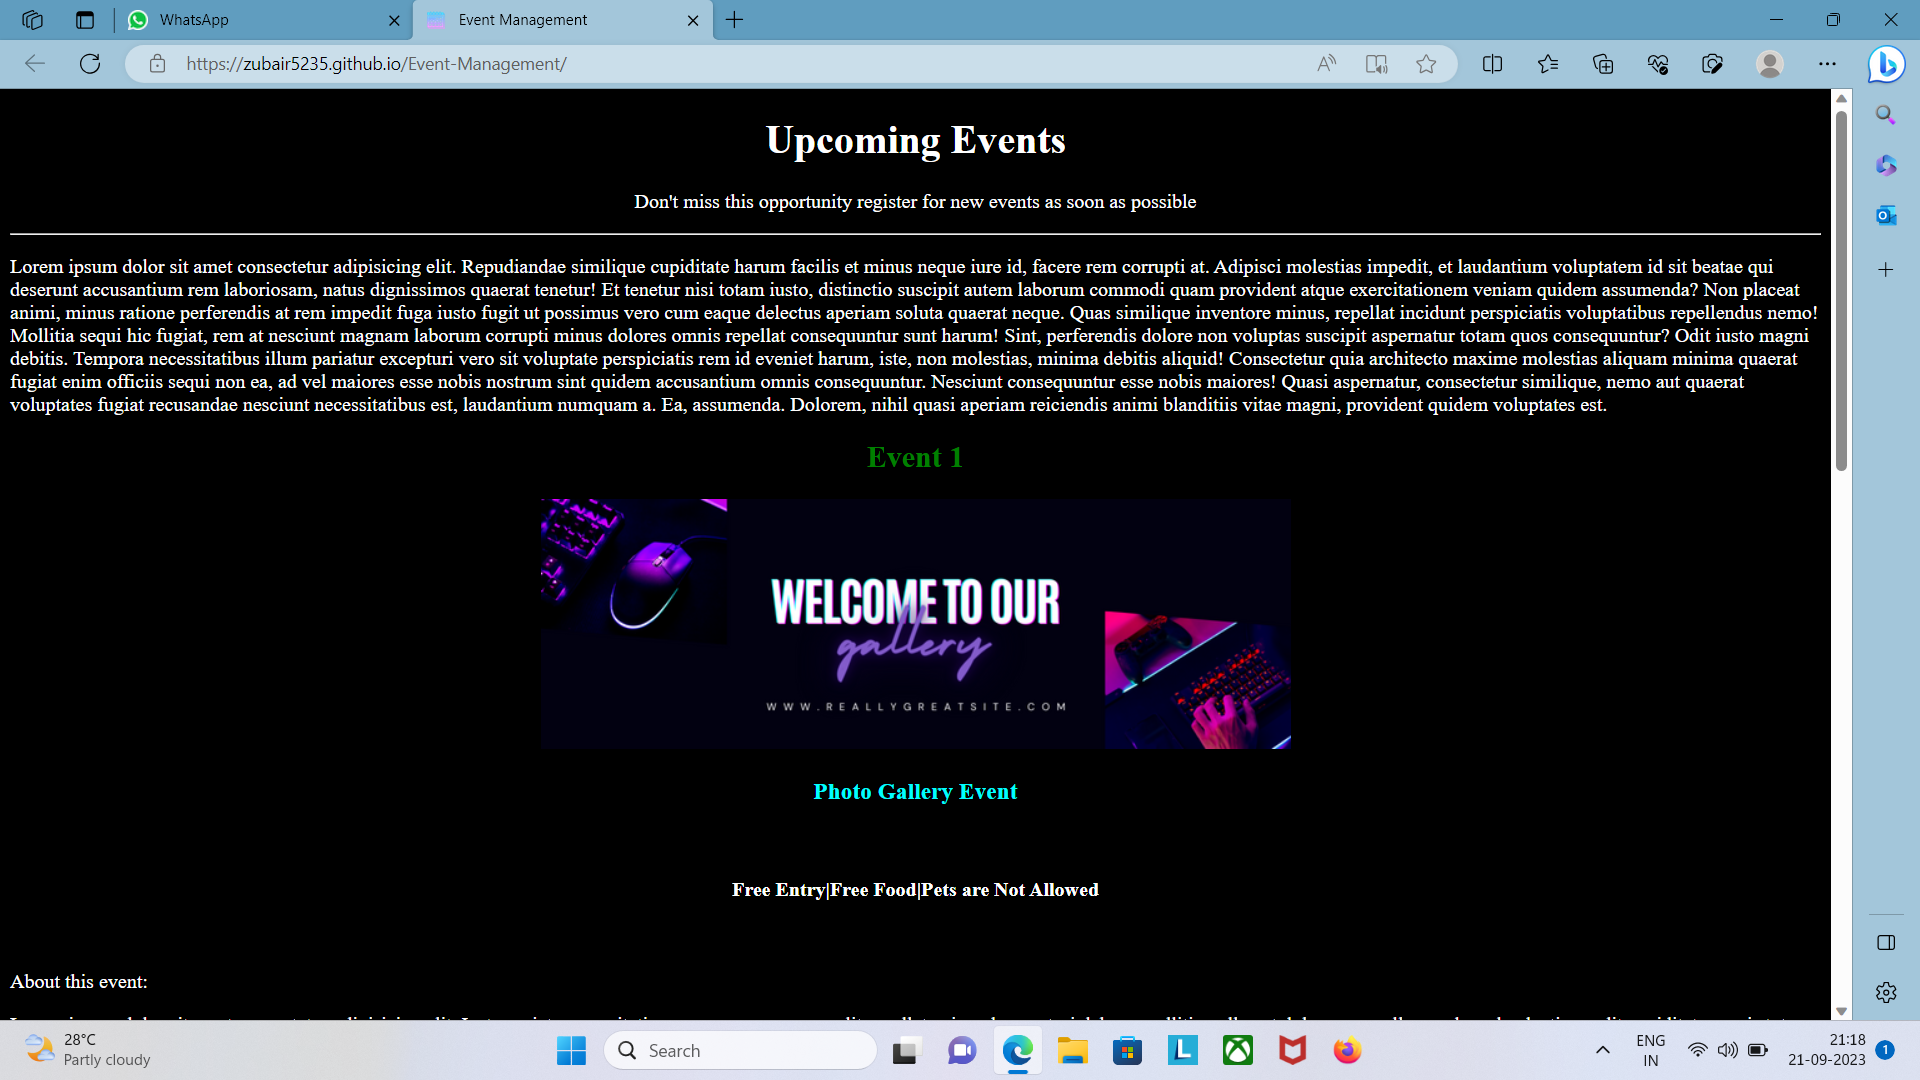 WhatsApp
Event Management
https://zubair5235.github.io/Event-Management/
Upcoming Events
Don't miss this opportunity register for new events as soon as possible
Lorem ipsum dolor sit amet consectetur adipisicing elit. Repudiandae similique cupiditate harum facilis et minus neque iure id, facere rem corrupti at. Adipisci molestias impedit, et laudantium voluptatem id sit beatae qui
deserunt accusantium rem laboriosam, natus dignissimos quaerat tenetur! Et tenetur nisi totam iusto, distinctio suscipit autem laborum commodi quam provident atque exercitationem veniam quidem assumenda? Non placeat
animi, minus ratione perferendis at rem impedit fuga iusto fugit ut possimus vero cum eaque delectus aperiam soluta quaerat neque. Quas similique inventore minus, repellat incidunt perspiciatis voluptatibus repellendus nemo!
Mollitia sequi hic fugiat, rem at nesciunt magnam laborum corrupti minus dolores omnis repellat consequuntur sunt harum! Sint, perferendis dolore non voluptas suscipit aspernatur totam quos consequuntur? Odit iusto magni
debitis. Tempora necessitatibus illum pariatur excepturi vero sit voluptate perspiciatis rem id eveniet harum, iste, non molestias, minima debitis aliquid! Consectetur quia architecto maxime molestias aliquam minima quaerat
fugiat enim officiis sequi non ea, ad vel maiores esse nobis nostrum sint quidem accusantium omnis consequuntur. Nesciunt consequuntur esse nobis maiores! Quasi aspernatur, consectetur similique, nemo aut quaerat
voluptates fugiat recusandae nesciunt necessitatibus est, laudantium numquam a. Ea, assumenda. Dolorem, nihil quasi aperiam reiciendis animi blanditiis vitae magni, provident quidem voluptates est.
Event 1
WELCOME TO OUR
gallery
WWW.REALLYGREATSITE.COM
Photo Gallery Event
Free Entry|Free Food|Pets are Not Allowed
About this event:
28°C
Partly cloudy
Search
ENG
IN
21:18
21-09-2023
1